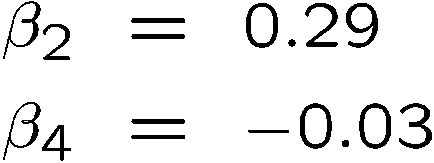 β₂ = 0.29
β₄ = −0.03